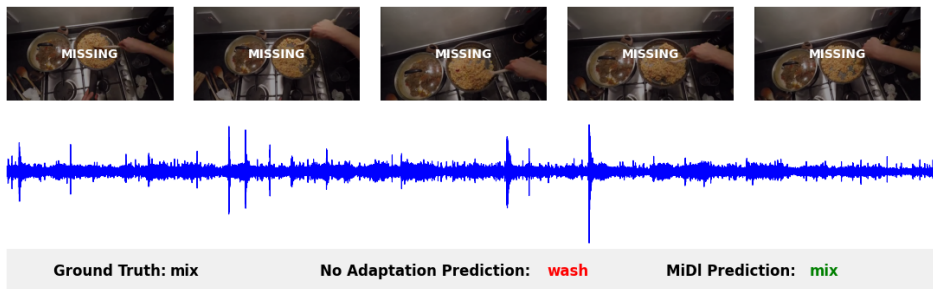 MISSING MISSING MISSING MISSING MISSING
Ground Truth: mix No Adaptation Prediction: wash MiDl Prediction: mix